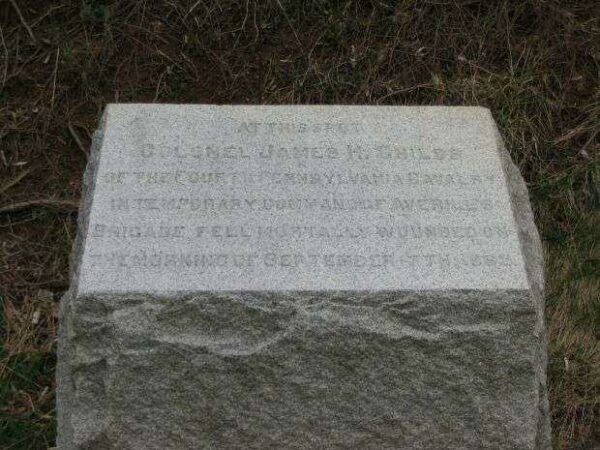 AT THIS SPOT
COLONEL JAMES H. CHILDS
OF THE FOURTH PENNSYLVANIA CAVALRY
IN TEMPORARY COMMAND OF AVERILL'S
BRIGADE, FELL MORTALLY WOUNDED ON
THE MORNING OF SEPTEMBER 17TH, 1862.